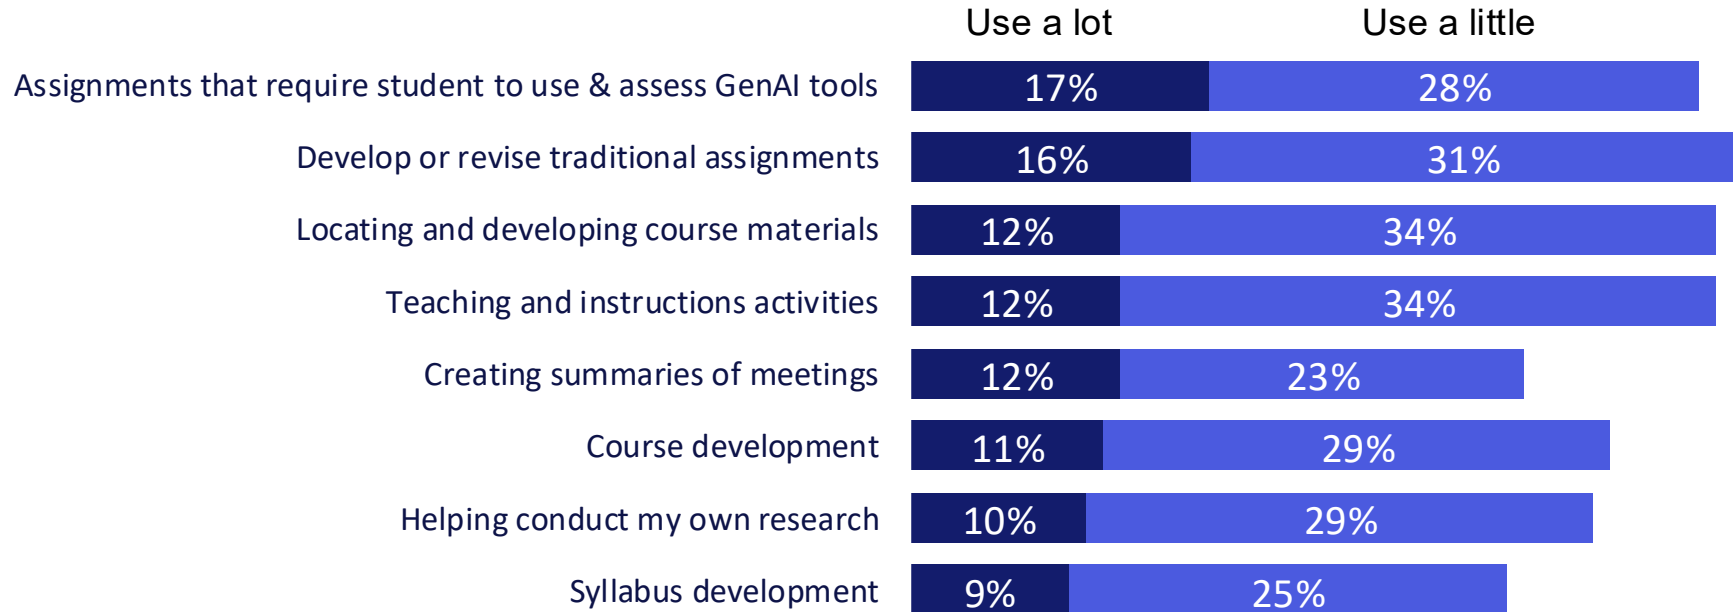 Use a lot Use a little
Assignments that require student to use & assess GenAI tools 17% 28%
Develop or revise traditional assignments 16% 31%
Locating and developing course materials 12% 34%
Teaching and instructions activities 12% 34%
Creating summaries of meetings 12% 23%
Course development 11% 29%
Helping conduct my own research 10% 29%
Syllabus development 9% 25%